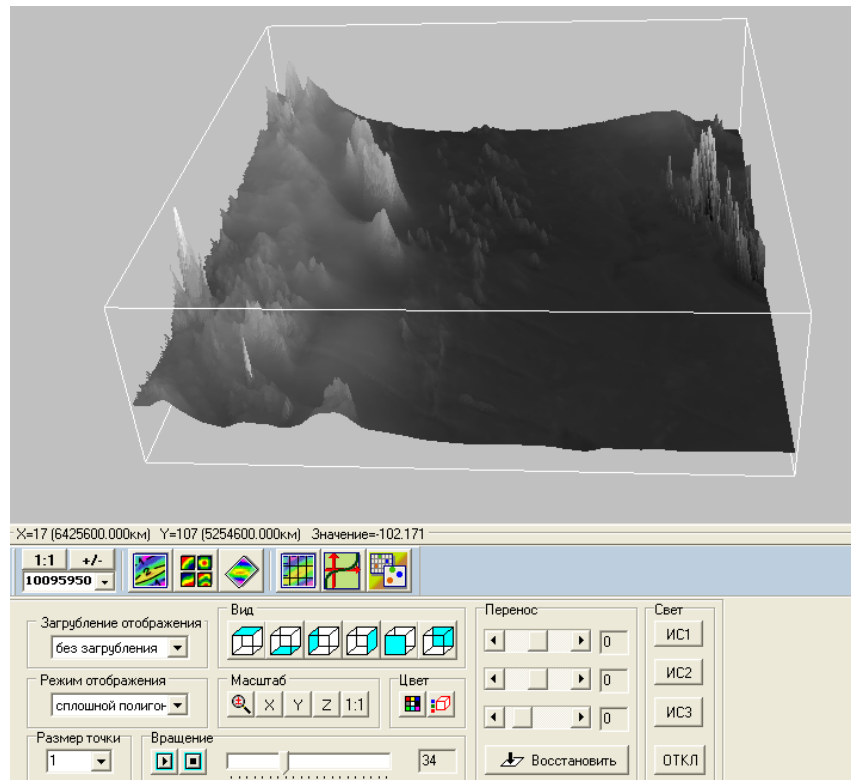 X=17 (6425600.000км) Y=107 (5254600.000км) Значение=-102.171
1:1 +/-
10095950
Загрубление отображения
без загрубления
Вид
Перенос
Свет
0
ИС1
Режим отображения
сплошной полигон
Масштаб
X Y Z 1:1
Цвет
0
ИС2
0
ИС3
Размер точки
1
Вращение
34
Восстановить
ОТКЛ